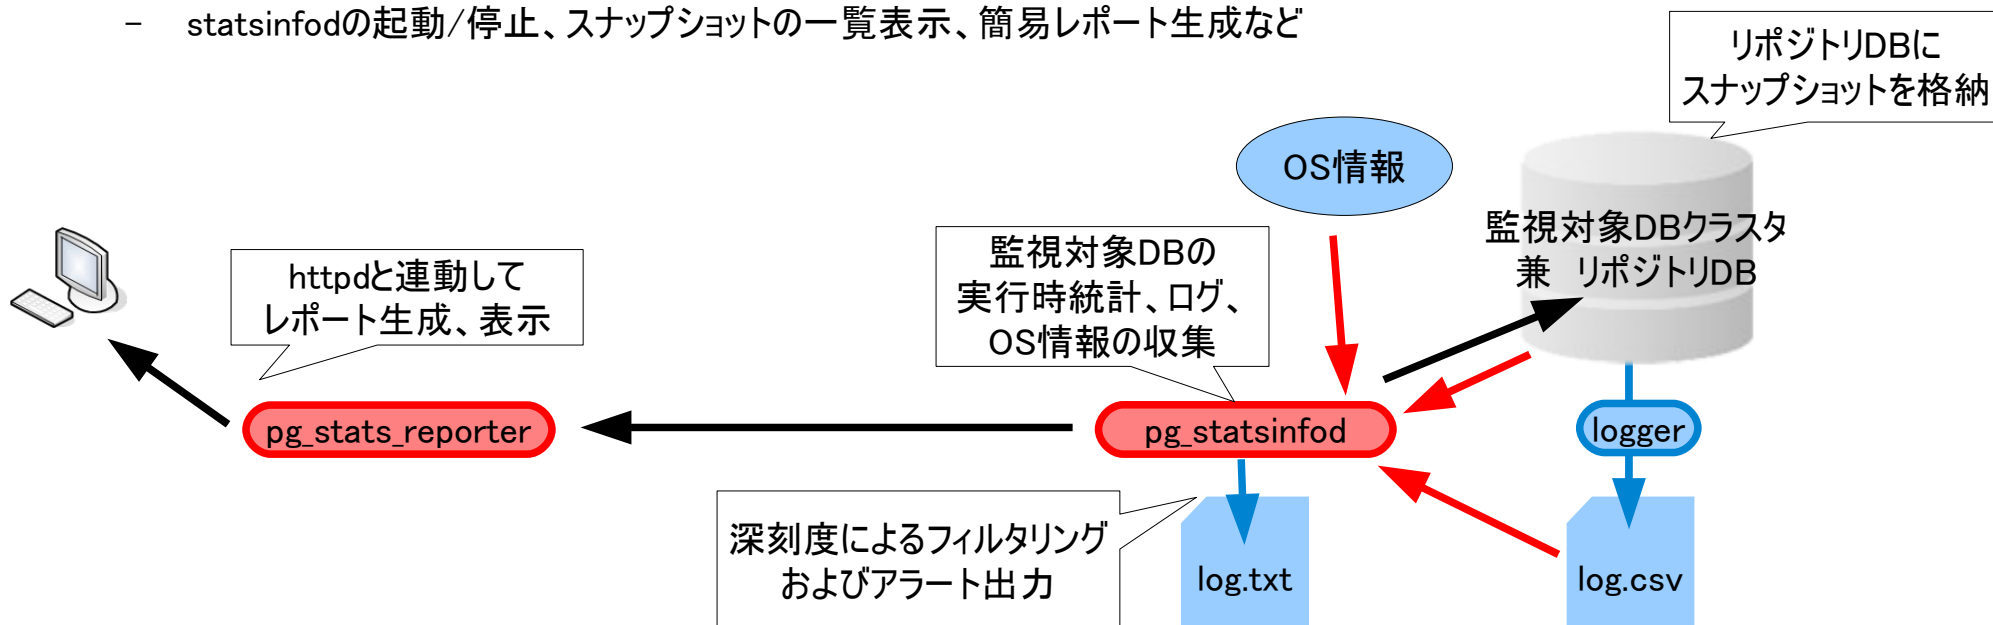 – statsinfodの起動/停止、スナップショットの一覧表示、簡易レポート生成など
リポジトリDBに
スナップショットを格納
OS情報
監視対象DBクラスタ
兼 リポジトリDB
監視対象DBの
実行時統計、ログ、
OS情報の収集
httpdと連動して
レポート生成、表示
pg_stats_reporter
pg_statsinfod
logger
深刻度によるフィルタリング
およびアラート出力
log.txt
log.csv